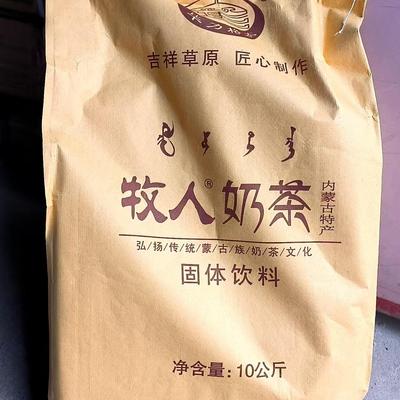 吉祥草原 匠心制作
牧人®奶茶
内蒙古特产
弘/扬/传/统/蒙/古/族/奶/茶/文/化
固体饮料
净含量:10公斤